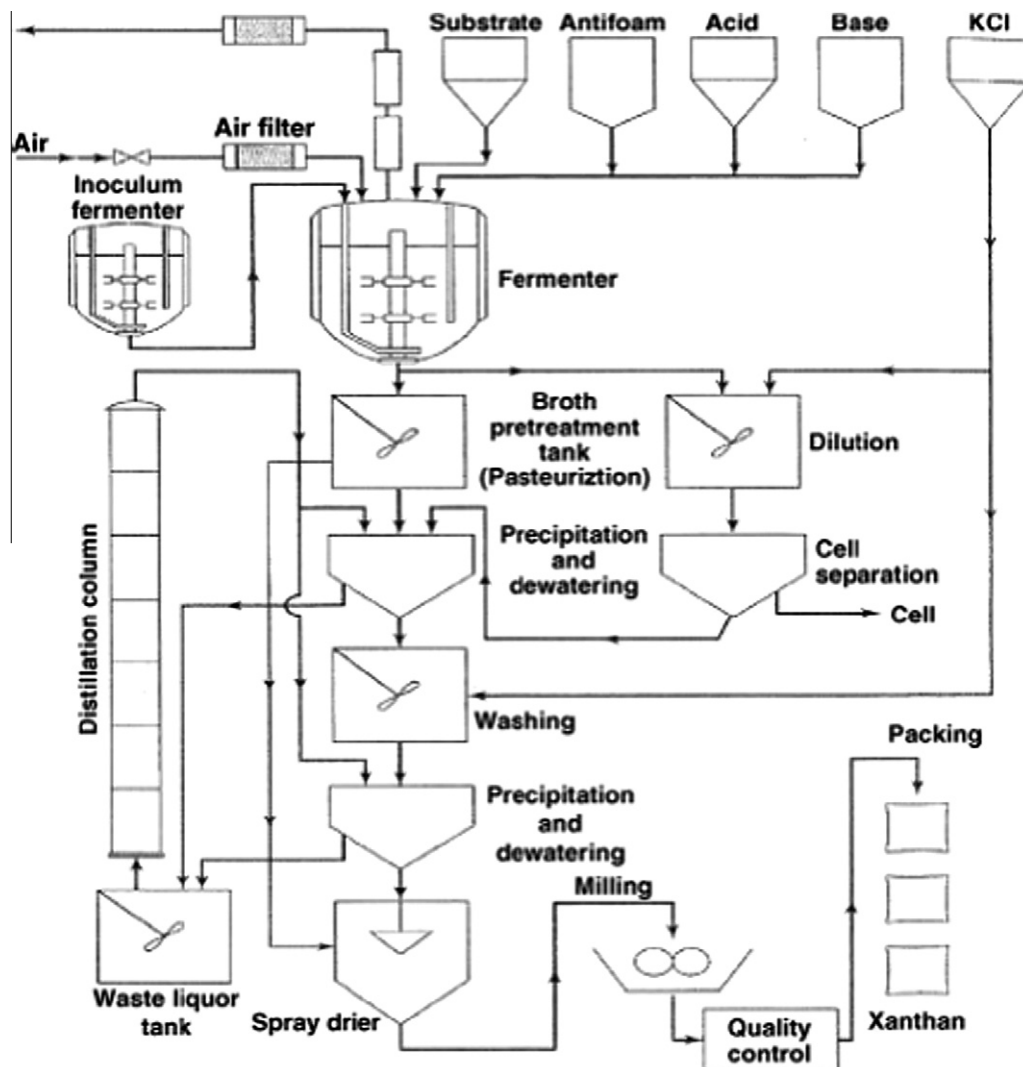 Substrate
Antifoam
Acid
Base
KCl
Air
Air filter
Inoculum
fermenter
Fermenter
Broth
pretreatment
tank
(Pasteuriztion)
Dilution
Precipitation
and
dewatering
Cell
separation
Cell
Distillation column
Washing
Packing
Precipitation
and
dewatering
Milling
Waste liquor
tank
Spray drier
Quality
control
Xanthan